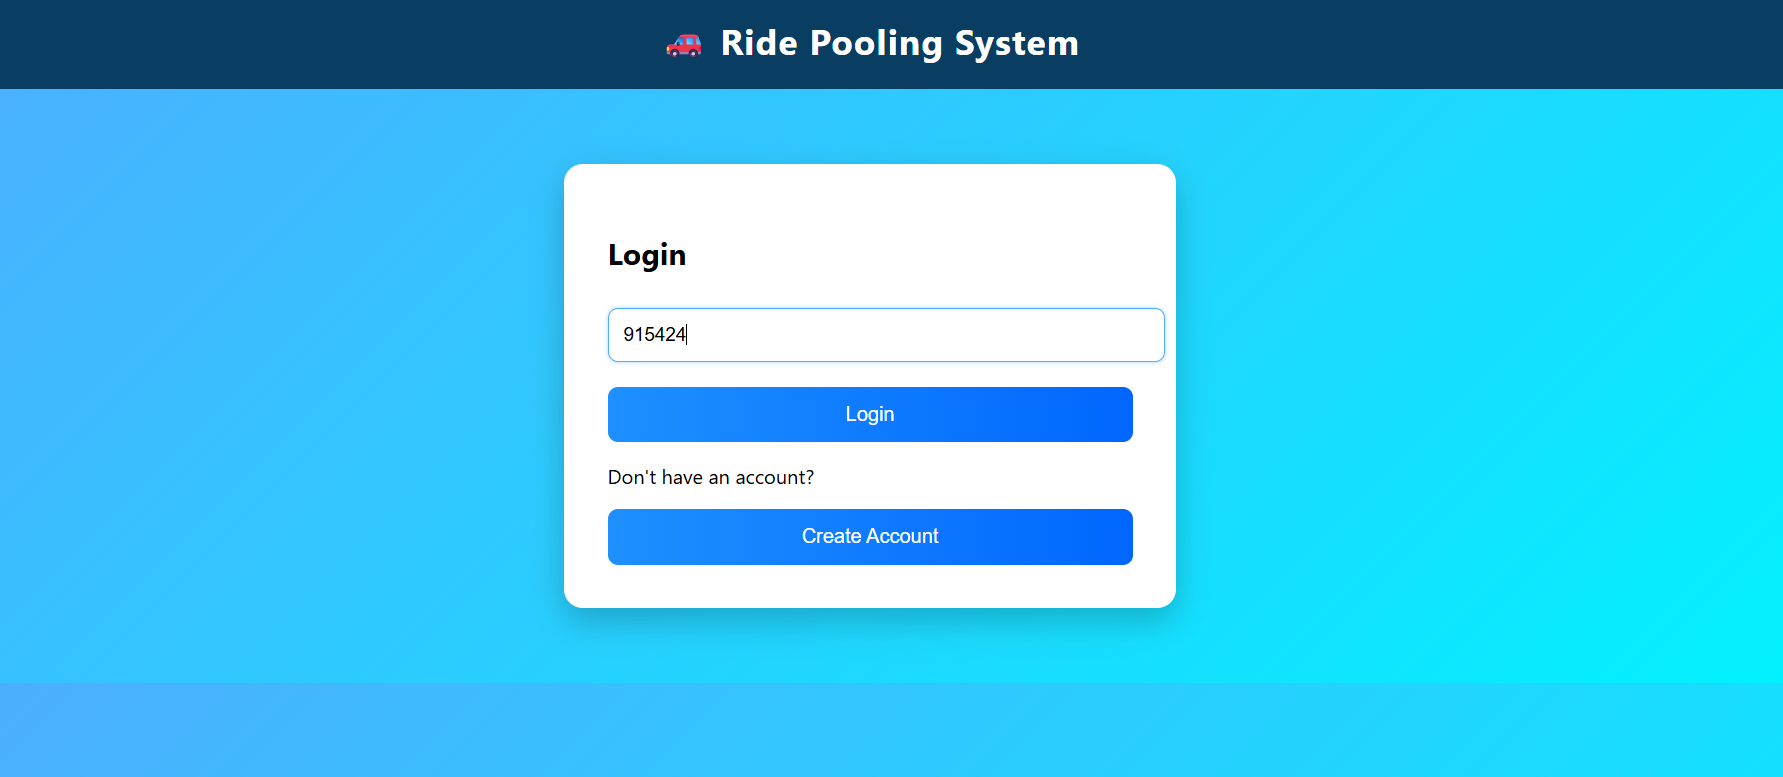 Ride Pooling System
Login
915424
Login
Don't have an account?
Create Account